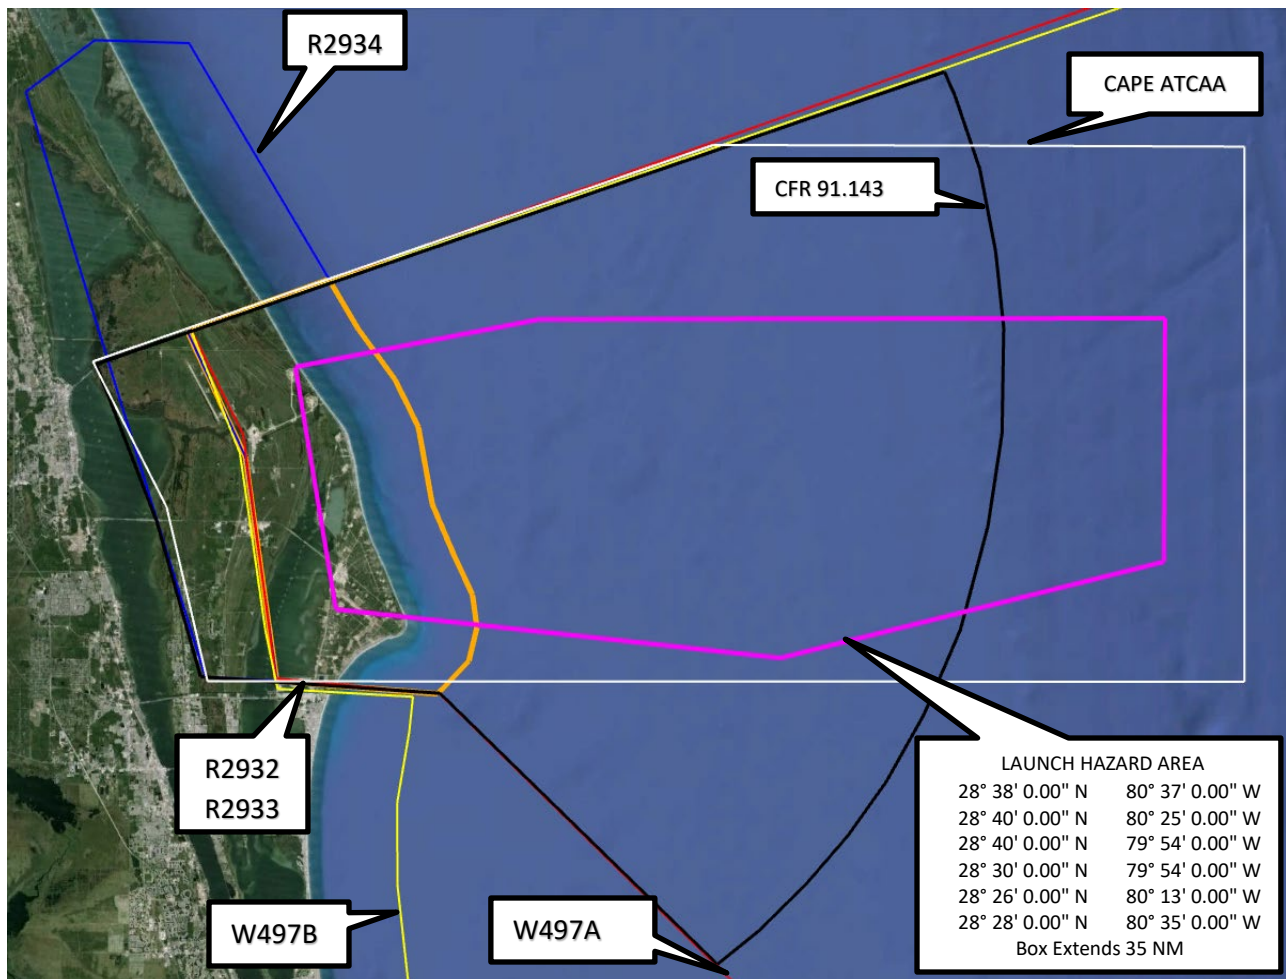 R2934
CAPE ATCAA
CFR 91.143
R2932
R2933
W497B
W497A
LAUNCH HAZARD AREA
28° 38' 0.00" N 80° 37' 0.00" W
28° 40' 0.00" N 80° 25' 0.00" W
28° 40' 0.00" N 79° 54' 0.00" W
28° 30' 0.00" N 79° 54' 0.00" W
28° 26' 0.00" N 80° 13' 0.00" W
28° 28' 0.00" N 80° 35' 0.00" W
Box Extends 35 NM